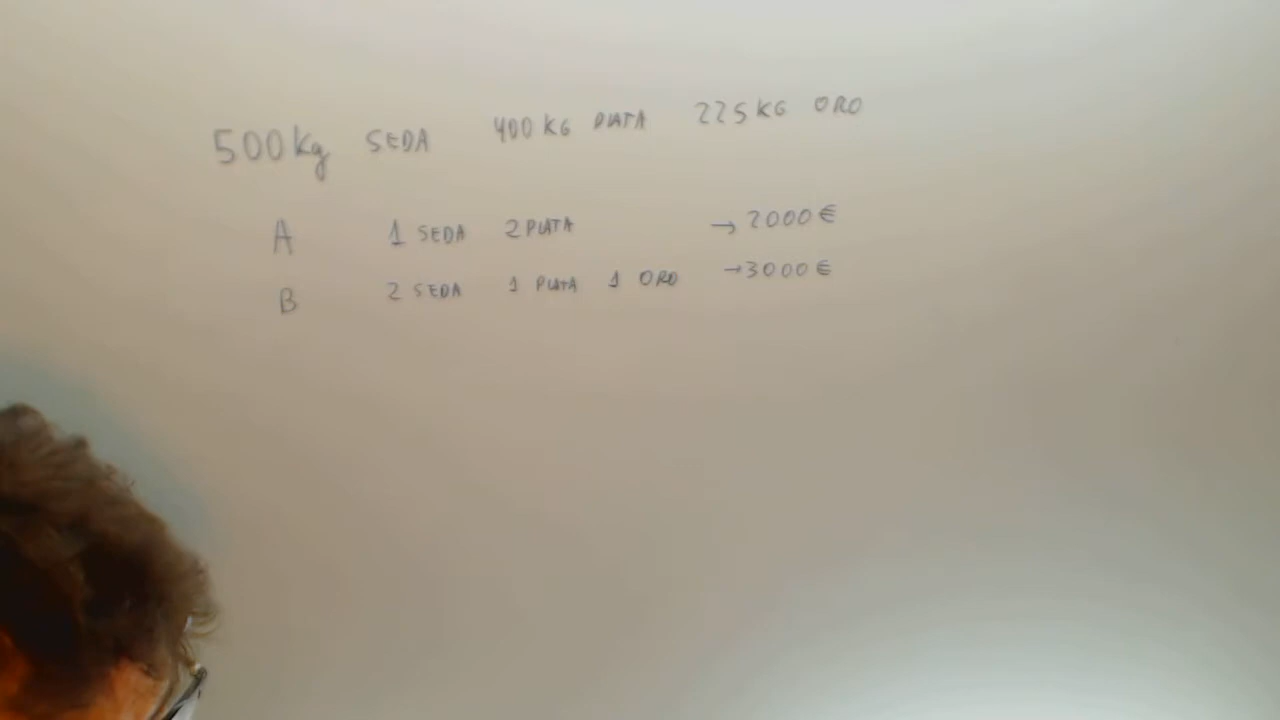 500kg SEDA 400 KG PLATA 225 KG ORO
A 1 SEDA 2 PLATA → 2000 €
B 2 SEDA 1 PLATA 1 ORO → 3000 €